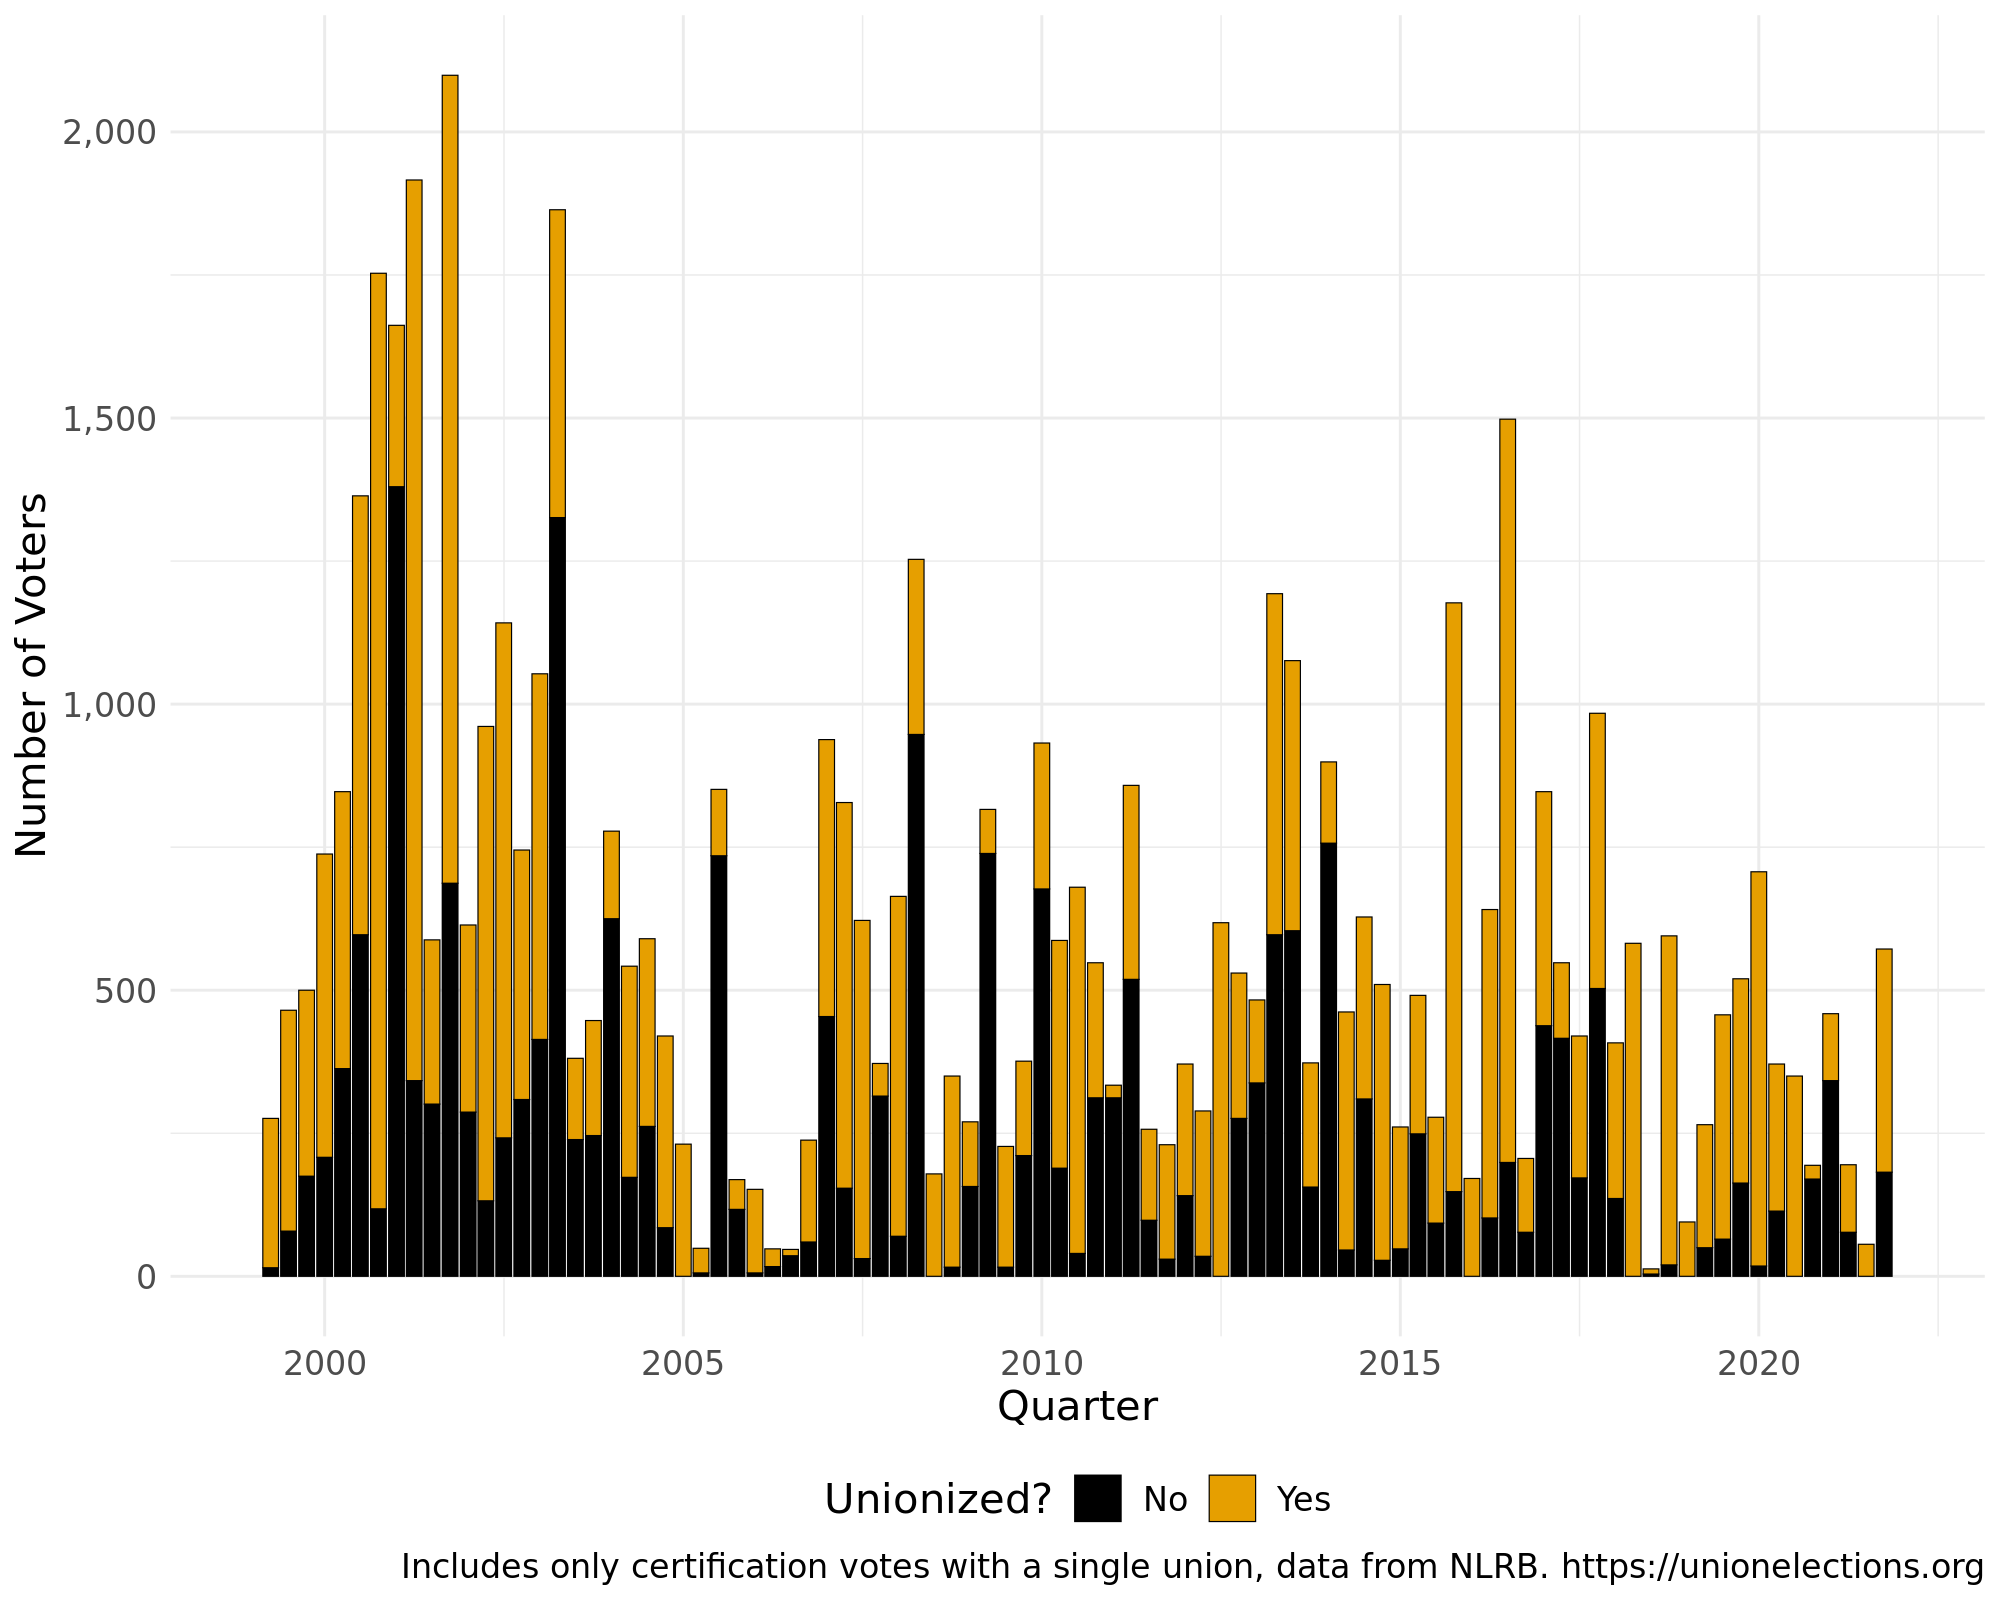 2,000
1,500
1,000
500
0
Number of Voters
2000 2005 2010 2015 2020
Quarter
Unionized? No Yes
Includes only certification votes with a single union, data from NLRB. https://unionelections.org